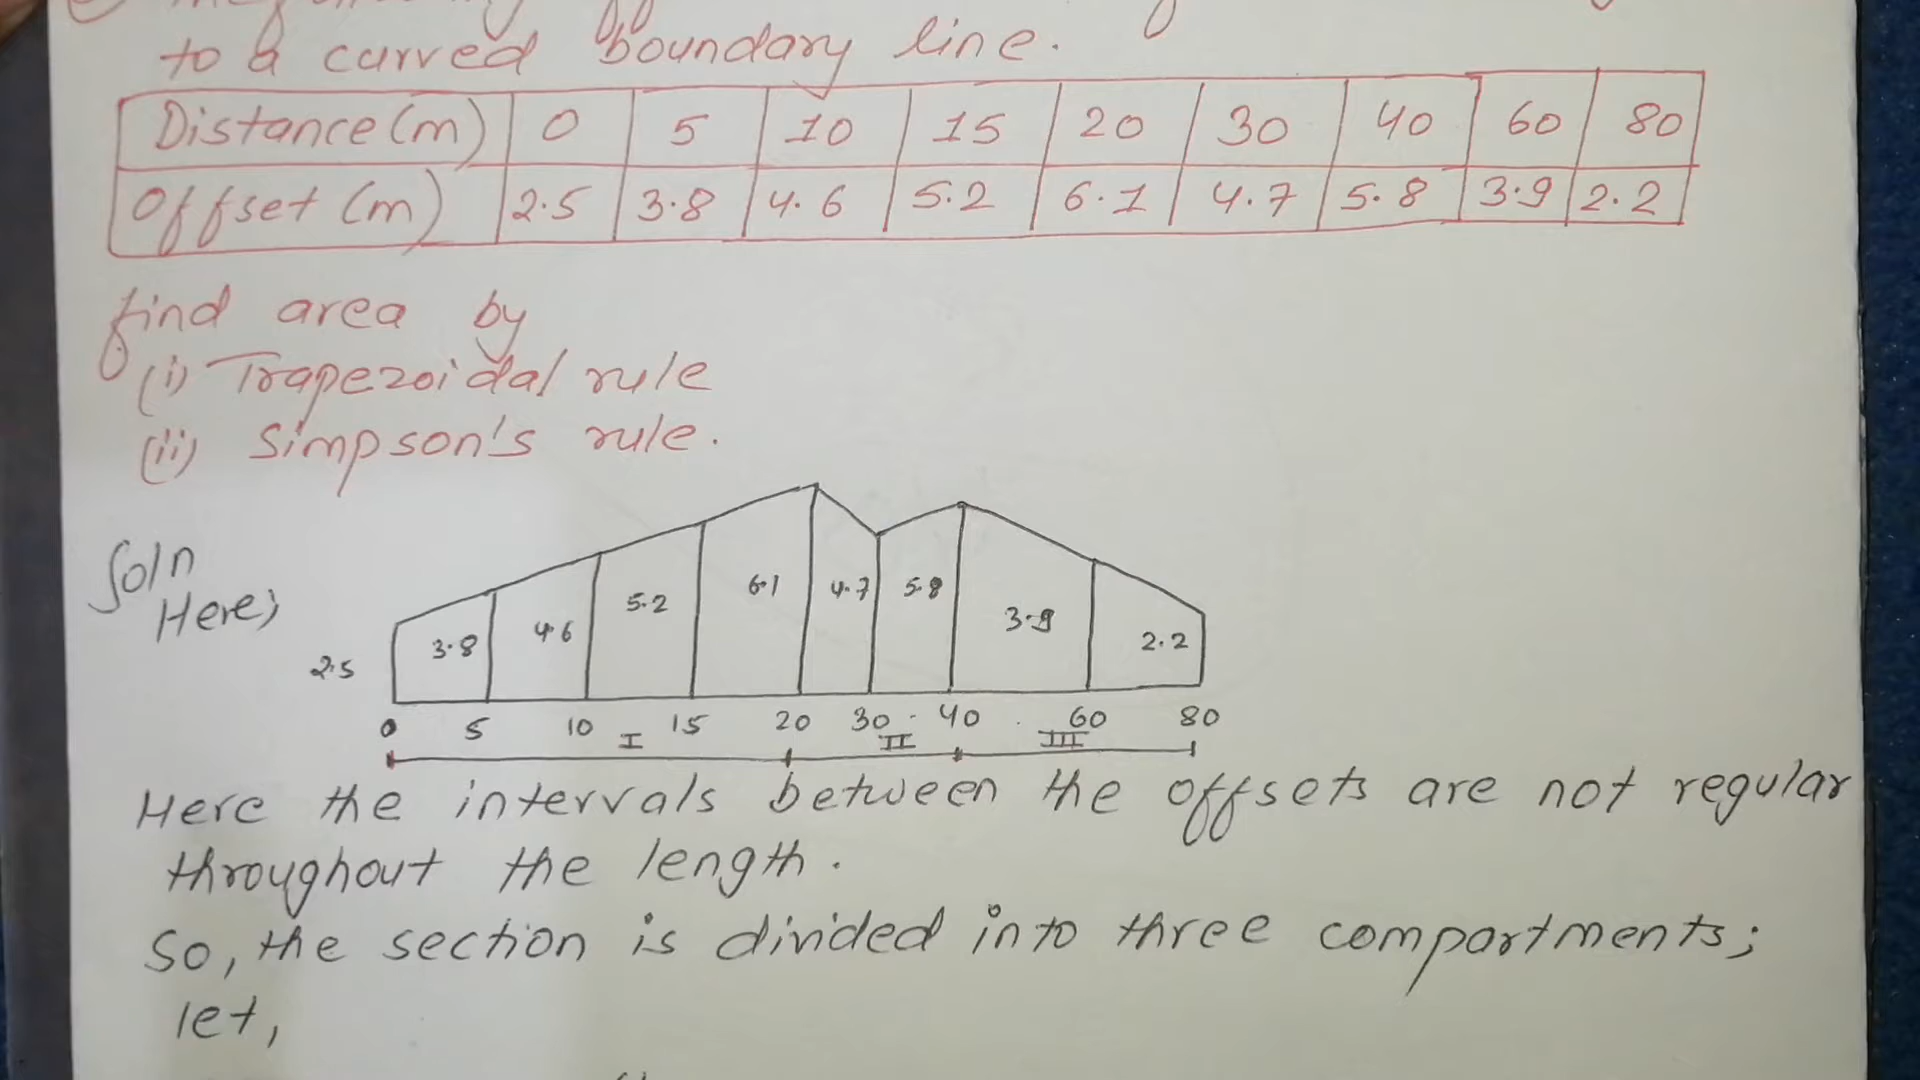 to a curved boundary line.
Distance (m) 0 5 10 15 20 30 40 60 80
Offset (m) 2.5 3.8 4.6 5.2 6.1 4.7 5.8 3.9 2.2
find area by
(i) Trapezoidal rule
(ii) Simpson's rule.
Soln
Here;
2.5 3.8 4.6 5.2 6.1 4.7 5.8 3.9 2.2
0 5 10 15 20 30 40 60 80
I II III
Here the intervals between the offsets are not regular
throughout the length.
So, the section is divided into three compartments;
let,